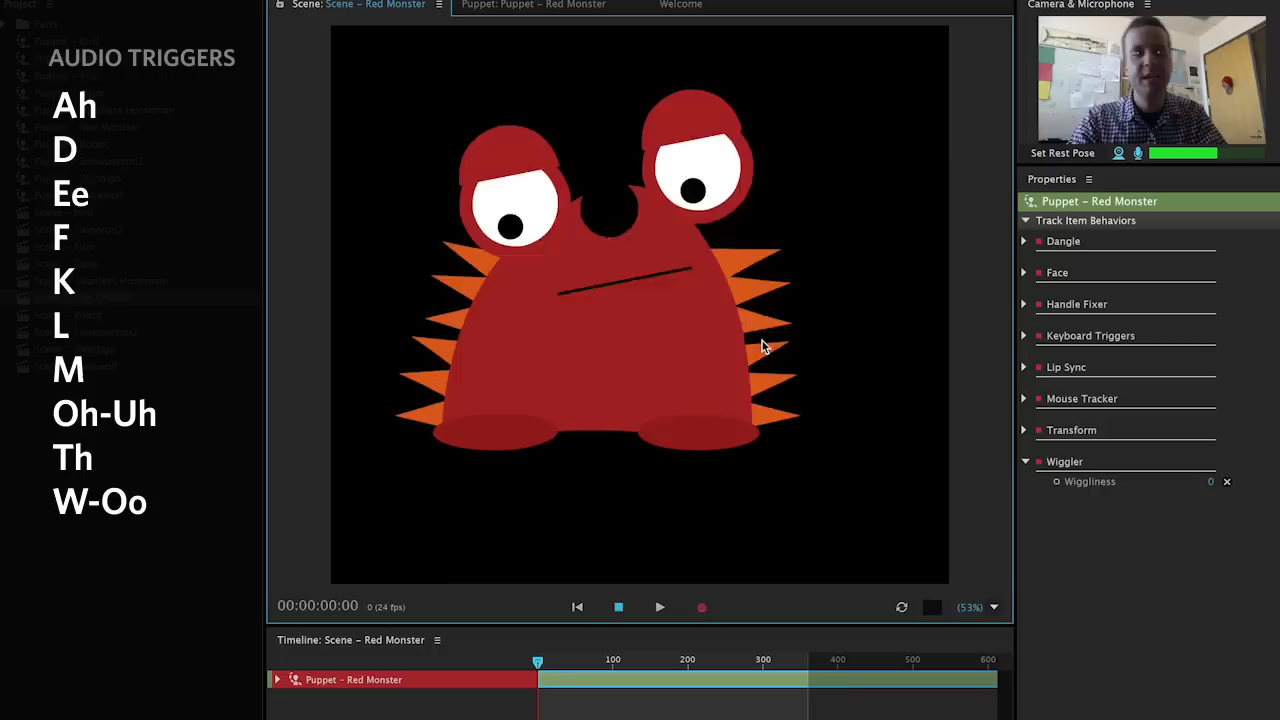 Project
Scene: Scene – Red Monster
Puppet: Puppet – Red Monster
Welcome
Camera & Microphone
AUDIO TRIGGERS
Ah
D
Ee
F
K
L
M
Oh-Uh
Th
W-Oo
Set Rest Pose
Properties
Puppet – Red Monster
Track Item Behaviors
Dangle
Face
Handle Fixer
Keyboard Triggers
Lip Sync
Mouse Tracker
Transform
Wiggler
Wiggliness 0
00:00:00:00 0 (24 fps)
(53%)
Timeline: Scene – Red Monster
100 200 300 400 500 600
Puppet – Red Monster